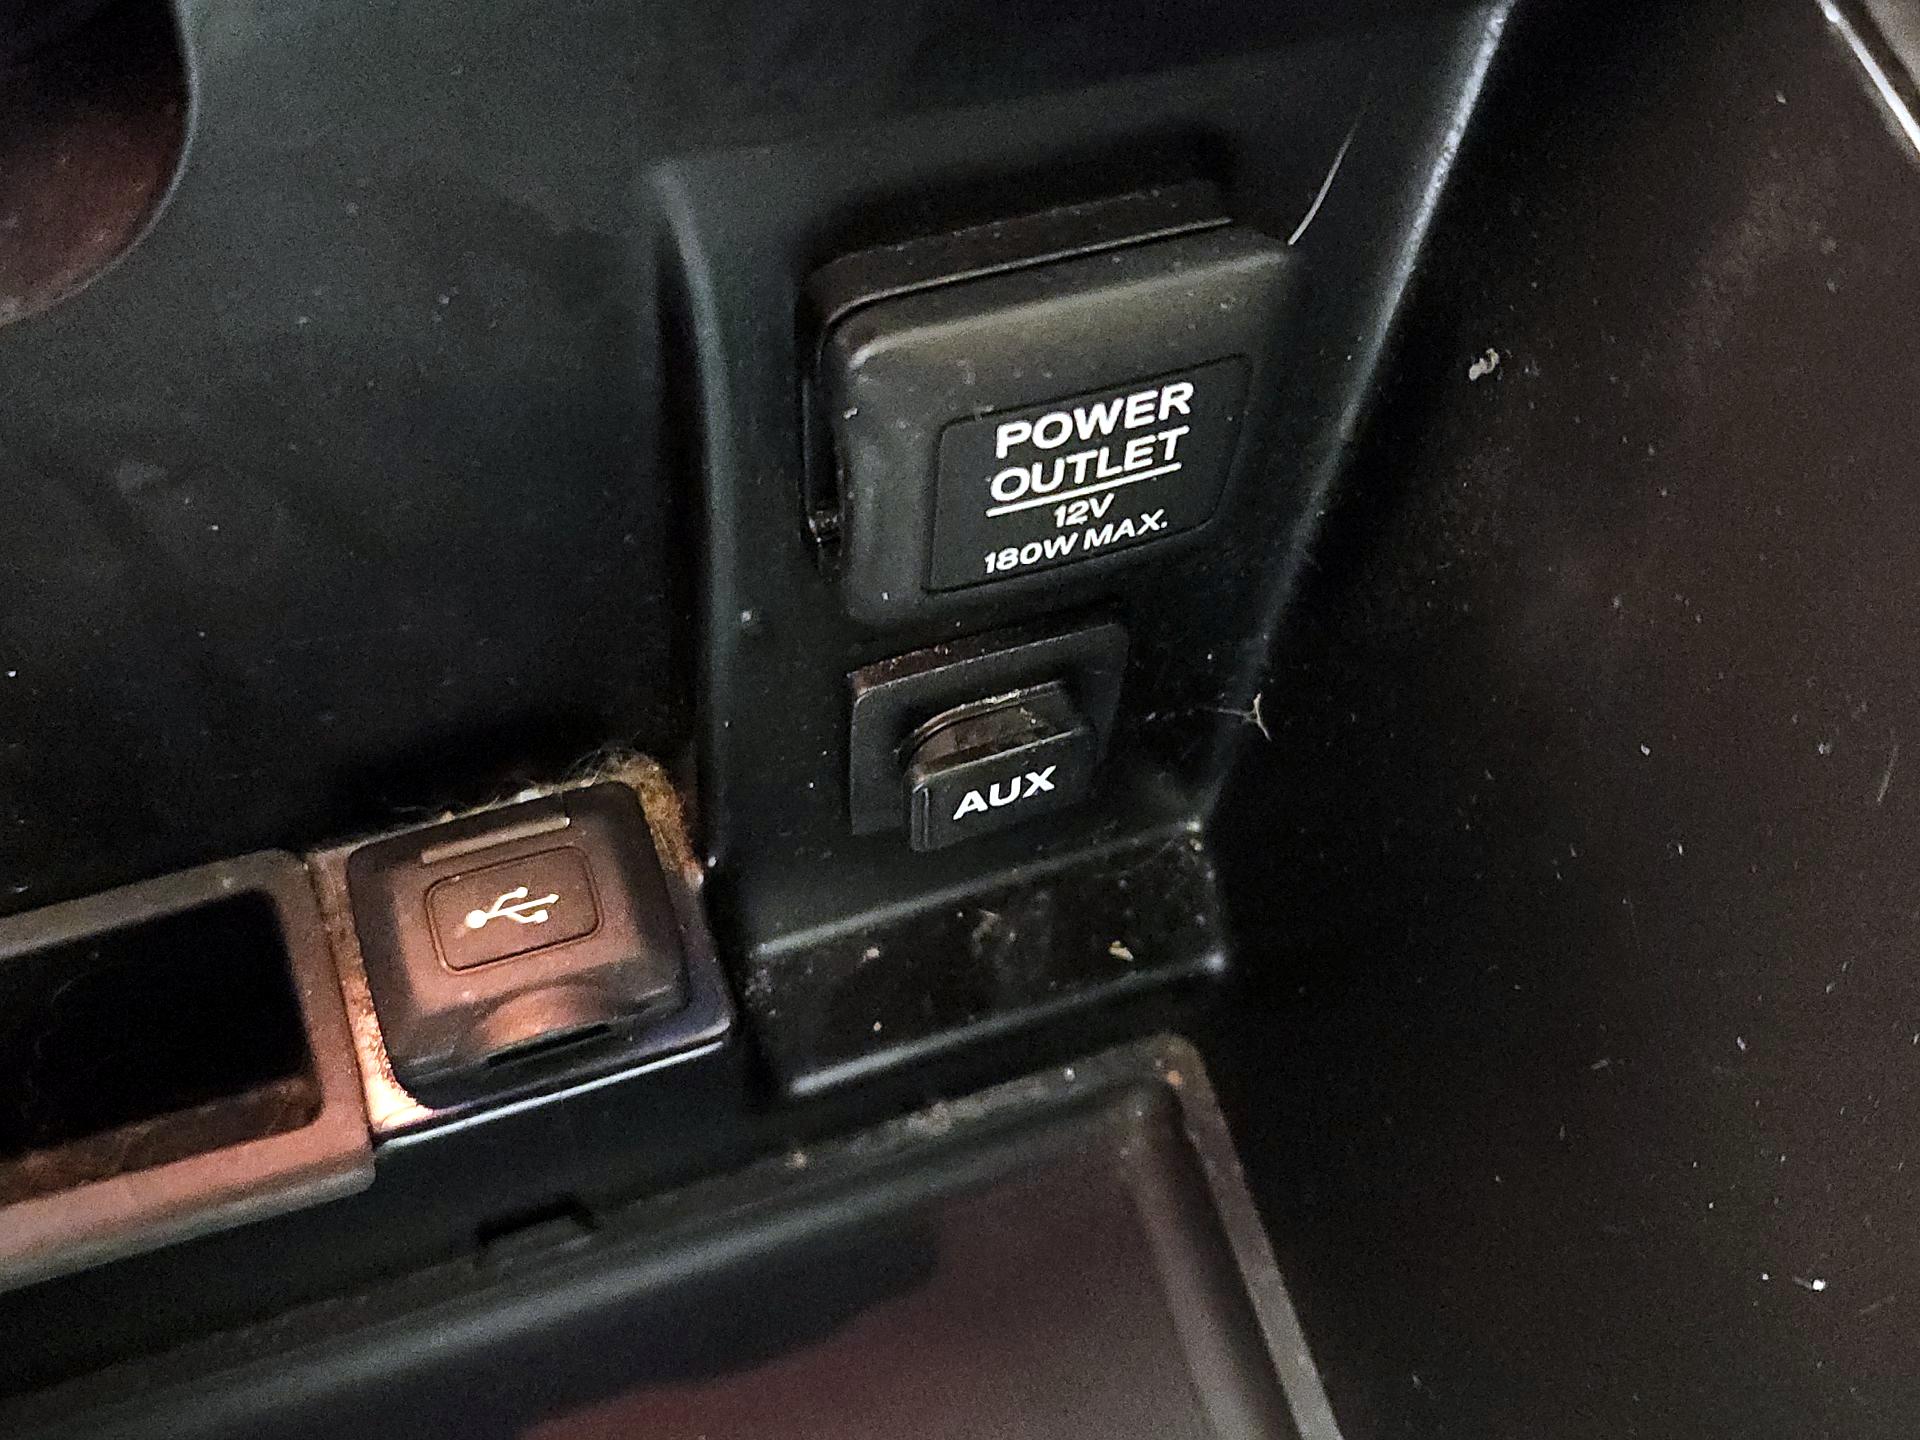 POWER
OUTLET
12V
180W MAX.
AUX